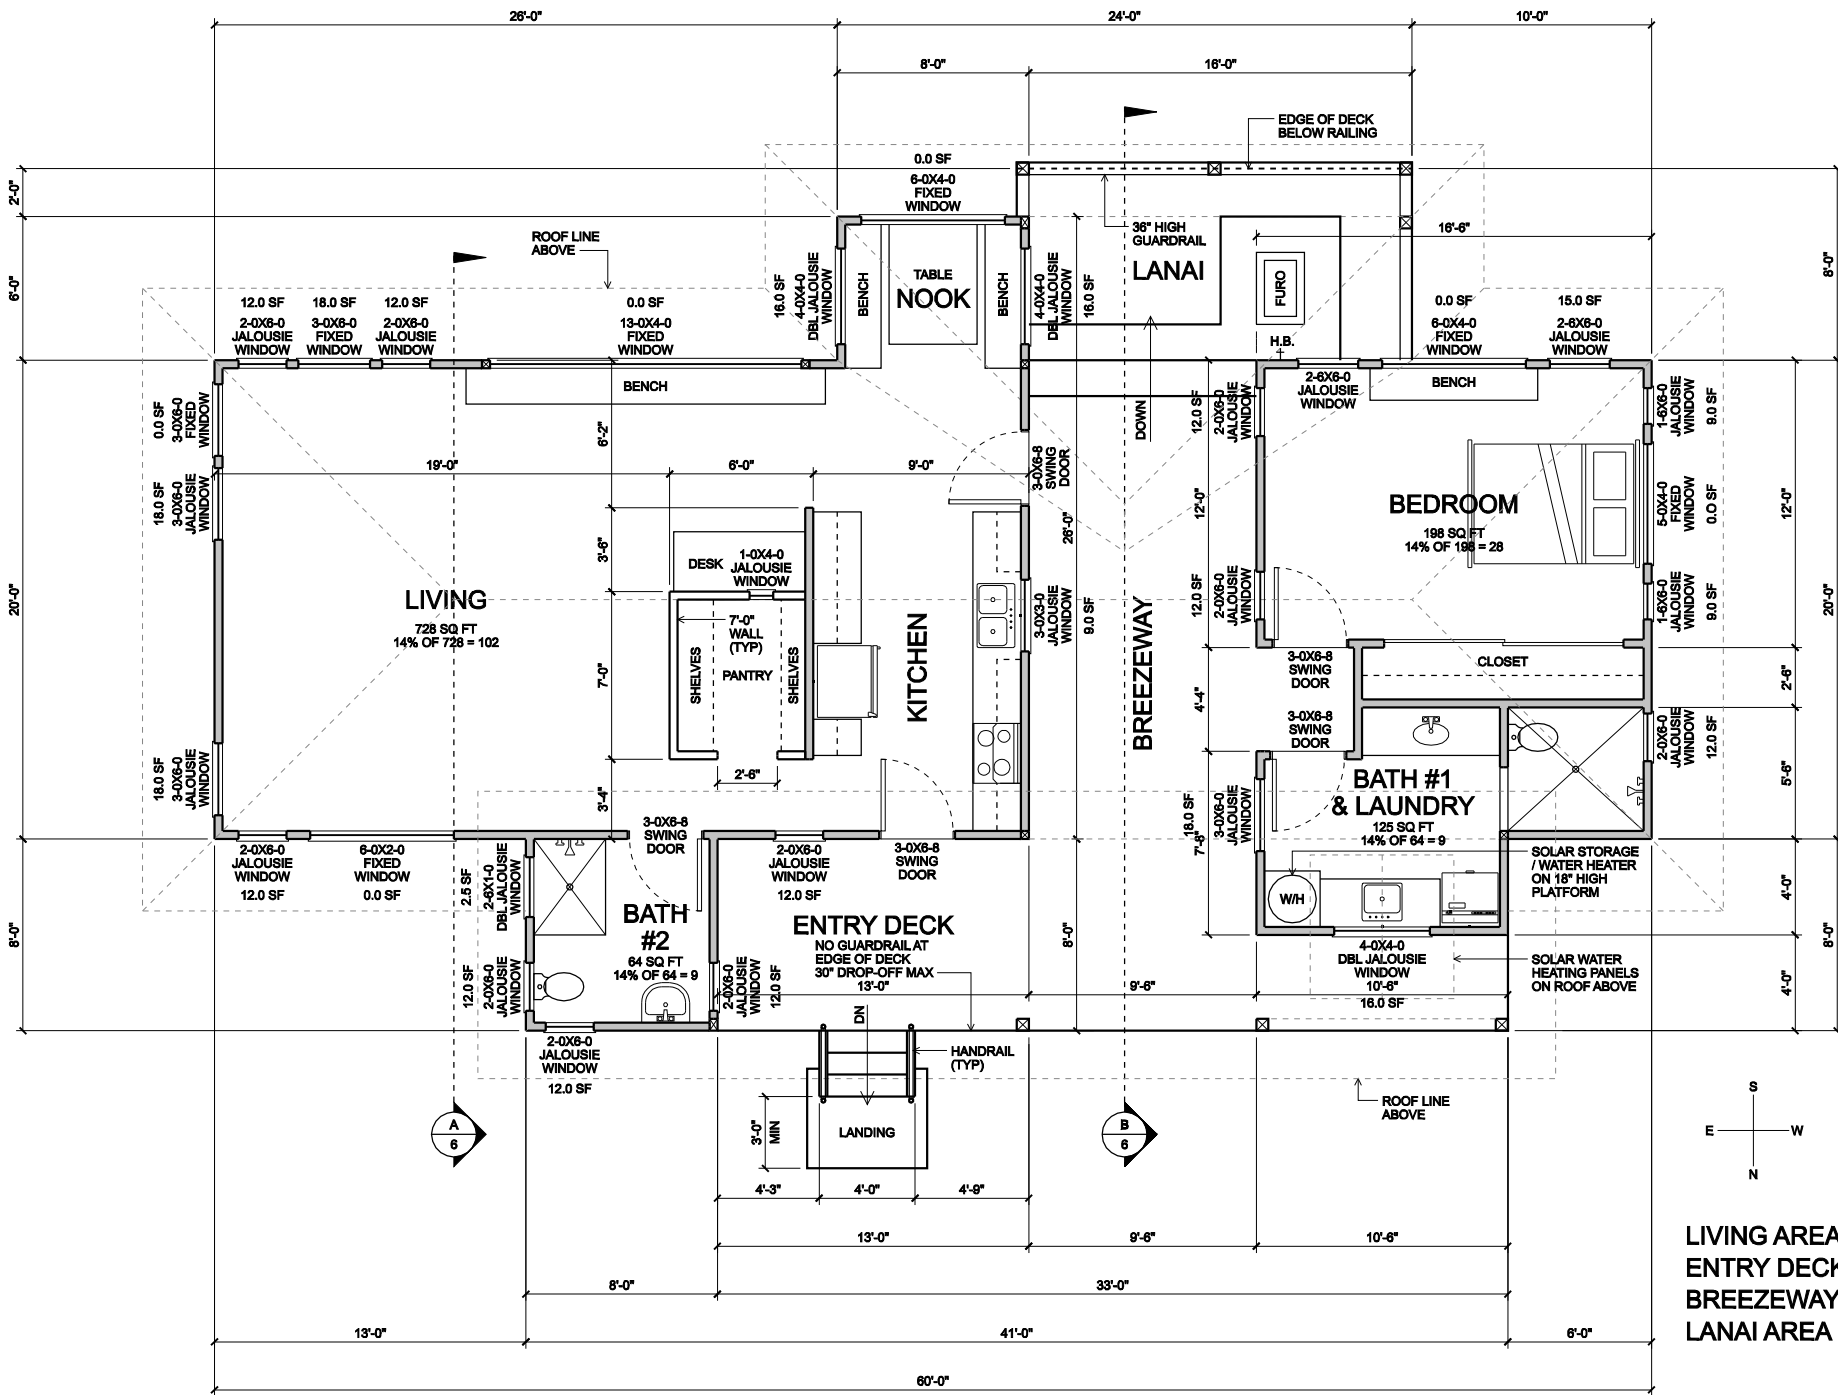 26'-0"
24'-0"
10'-0"
8'-0"
16'-0"
EDGE OF DECK
BELOW RAILING
0.0 SF
6-0X4-0
FIXED
WINDOW
2'-0"
6'-0"
20'-0"
8'-0"
ROOF LINE
ABOVE
12.0 SF
2-0X6-0
JALOUSIE
WINDOW
18.0 SF
3-0X6-0
FIXED
WINDOW
12.0 SF
2-0X6-0
JALOUSIE
WINDOW
0.0 SF
13-0X4-0
FIXED
WINDOW
BENCH
16.0 SF
4-0X4-0
DBL JALOUSIE
WINDOW
BENCH
TABLE
NOOK
BENCH
4-0X4-0
DBL JALOUSIE
WINDOW
16.0 SF
36" HIGH
GUARDRAIL
LANAI
FURO
H.B.
16'-6"
0.0 SF
6-0X4-0
FIXED
WINDOW
15.0 SF
2-6X6-0
JALOUSIE
WINDOW
8'-0"
20'-0"
8'-0"
2-6X6-0
JALOUSIE
WINDOW
BENCH
0.0 SF
3-0X6-0
FIXED
WINDOW
18.0 SF
3-0X6-0
JALOUSIE
WINDOW
18.0 SF
3-0X6-0
JALOUSIE
WINDOW
6'-2"
19'-0"
6'-0"
9'-0"
3'-6"
7'-0"
3'-4"
LIVING
728 SQ FT
14% OF 728 = 102
DESK
1-0X4-0
JALOUSIE
WINDOW
7'-0"
WALL
(TYP)
SHELVES
PANTRY
SHELVES
2'-6"
KITCHEN
3-0X6-8
SWING
DOOR
26'-0"
3-0X3-0
JALOUSIE
WINDOW
9.0 SF
DOWN
BREEZEWAY
12.0 SF
2-0X6-0
JALOUSIE
WINDOW
12'-0"
12.0 SF
2-0X6-0
JALOUSIE
WINDOW
BEDROOM
198 SQ FT
14% OF 198 = 28
1-6X6-0
JALOUSIE
WINDOW
9.0 SF
5-0X4-0
FIXED
WINDOW
0.0 SF
1-6X6-0
JALOUSIE
WINDOW
9.0 SF
12'-0"
2'-6"
5'-6"
4'-0"
4'-0"
3-0X6-8
SWING
DOOR
CLOSET
4'-4"
3-0X6-8
SWING
DOOR
2-0X6-0
JALOUSIE
WINDOW
12.0 SF
BATH #1
& LAUNDRY
125 SQ FT
14% OF 64 = 9
18.0 SF
3-0X6-0
JALOUSIE
WINDOW
7'-8"
W/H
SOLAR STORAGE
/ WATER HEATER
ON 18" HIGH
PLATFORM
4-0X4-0
DBL JALOUSIE
WINDOW
10'-6"
16.0 SF
SOLAR WATER
HEATING PANELS
ON ROOF ABOVE
2-0X6-0
JALOUSIE
WINDOW
12.0 SF
6-0X2-0
FIXED
WINDOW
0.0 SF
2.5 SF
2-6X1-0
DBL JALOUSIE
WINDOW
12.0 SF
2-0X6-0
JALOUSIE
WINDOW
3-0X6-8
SWING
DOOR
BATH
#2
64 SQ FT
14% OF 64 = 9
2-0X6-0
JALOUSIE
WINDOW
12.0 SF
2-0X6-0
JALOUSIE
WINDOW
12.0 SF
3-0X6-8
SWING
DOOR
ENTRY DECK
NO GUARDRAIL AT
EDGE OF DECK
30" DROP-OFF MAX
13'-0"
8'-0"
9'-6"
2-0X6-0
JALOUSIE
WINDOW
12.0 SF
DN
HANDRAIL
(TYP)
LANDING
3'-0"
MIN
ROOF LINE
ABOVE
A
6
B
6
S
E
W
N
4'-3"
4'-0"
4'-9"
13'-0"
9'-6"
10'-6"
8'-0"
33'-0"
13'-0"
41'-0"
6'-0"
60'-0"
LIVING AREA
ENTRY DECK
BREEZEWAY
LANAI AREA